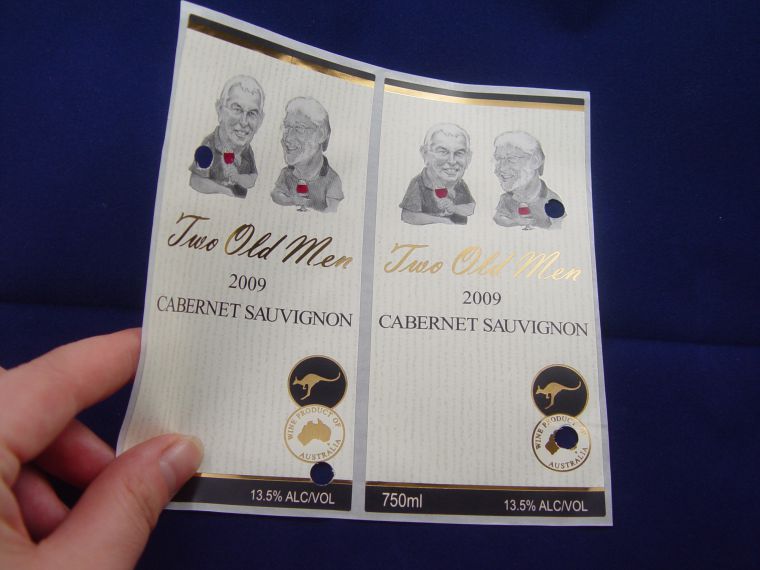 Two Old Men
2009
CABERNET SAUVIGNON
WINE PRODUCT OF
AUSTRALIA
13.5% ALC/VOL
Two Old Men
2009
CABERNET SAUVIGNON
WINE PRODUCT OF
AUSTRALIA
750ml 13.5% ALC/VOL